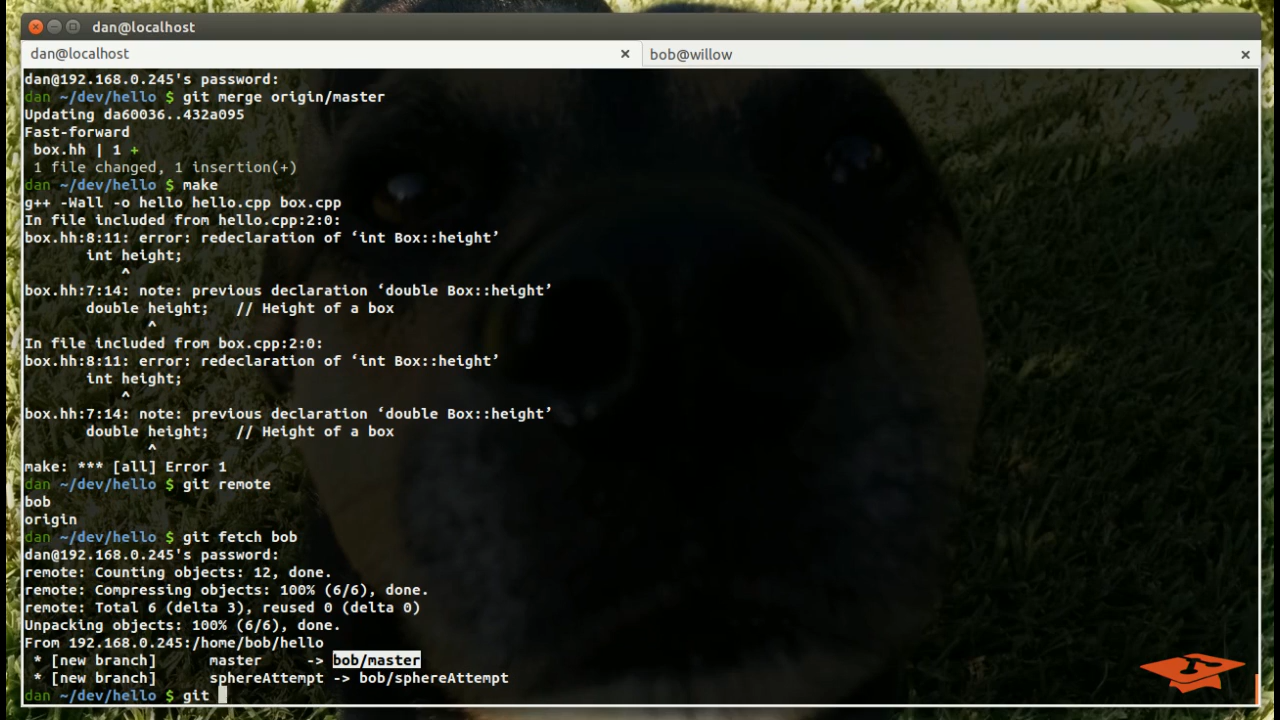 dan@localhost
dan@localhost
bob@willow
dan@192.168.0.245's password:
dan ~/dev/hello $ git merge origin/master
Updating da60036..432a095
Fast-forward
 box.hh | 1 +
 1 file changed, 1 insertion(+)
dan ~/dev/hello $ make
g++ -Wall -o hello hello.cpp box.cpp
In file included from hello.cpp:2:0:
box.hh:8:11: error: redeclaration of ‘int Box::height’
       int height;
           ^
box.hh:7:14: note: previous declaration ‘double Box::height’
       double height;   // Height of a box
              ^
In file included from box.cpp:2:0:
box.hh:8:11: error: redeclaration of ‘int Box::height’
       int height;
           ^
box.hh:7:14: note: previous declaration ‘double Box::height’
       double height;   // Height of a box
              ^
make: *** [all] Error 1
dan ~/dev/hello $ git remote
bob
origin
dan ~/dev/hello $ git fetch bob
dan@192.168.0.245's password:
remote: Counting objects: 12, done.
remote: Compressing objects: 100% (6/6), done.
remote: Total 6 (delta 3), reused 0 (delta 0)
Unpacking objects: 100% (6/6), done.
From 192.168.0.245:/home/bob/hello
 * [new branch]      master     -> bob/master
 * [new branch]      sphereAttempt -> bob/sphereAttempt
dan ~/dev/hello $ git